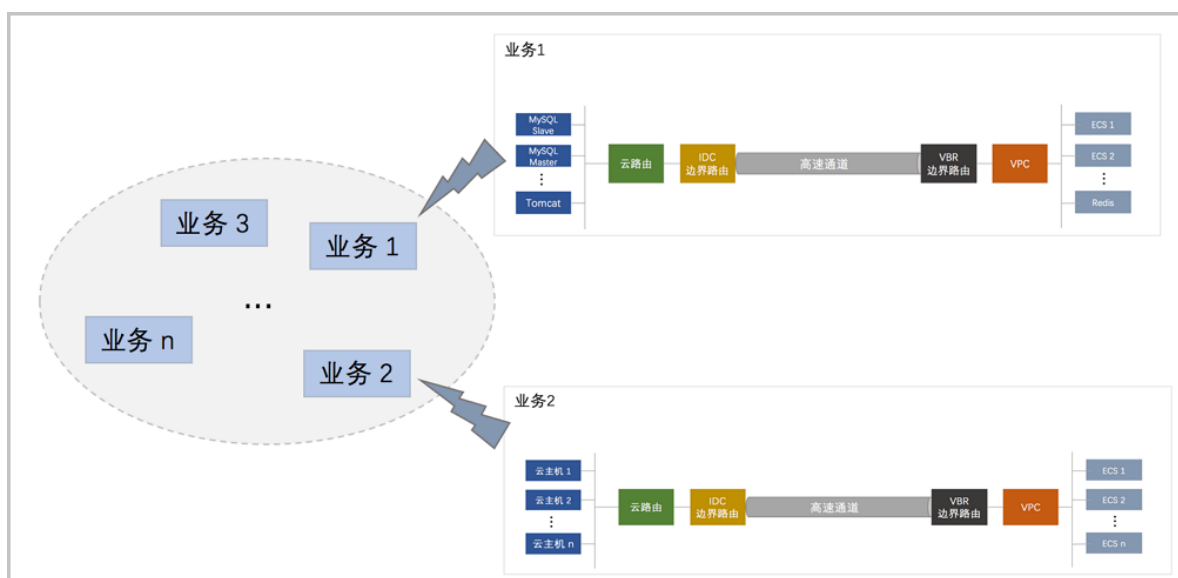 业务1
MySQL
Slave
MySQL
Master
⋮
Tomcat
云路由
IDC
边界路由
高速通道
VBR
边界路由
VPC
ECS 1
ECS 2
⋮
Redis
业务 3
业务 1
...
业务 n
业务 2
业务2
云主机 1
云主机 2
⋮
云主机 n
云路由
IDC
边界路由
高速通道
VBR
边界路由
VPC
ECS 1
ECS 2
⋮
ECS n